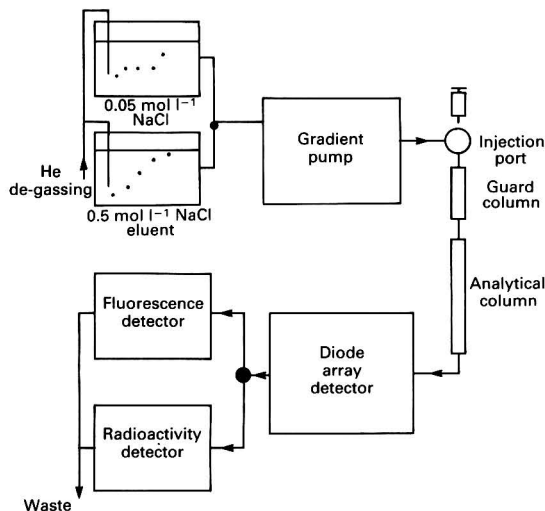 0.05 mol l⁻¹
NaCl
He
de-gassing
0.5 mol l⁻¹ NaCl
eluent
Gradient
pump
Injection
port
Guard
column
Analytical
column
Fluorescence
detector
Diode
array
detector
Radioactivity
detector
Waste